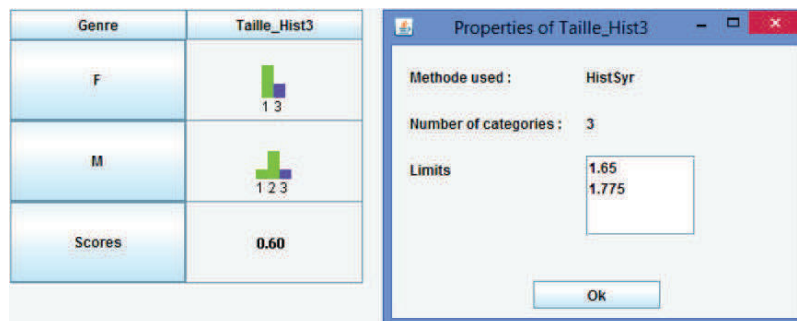 Genre
Taille_Hist3
F
1 3
M
1 2 3
Scores
0.60
Properties of Taille_Hist3
Methode used :
HistSyr
Number of categories :
3
Limits
1.65
1.775
Ok